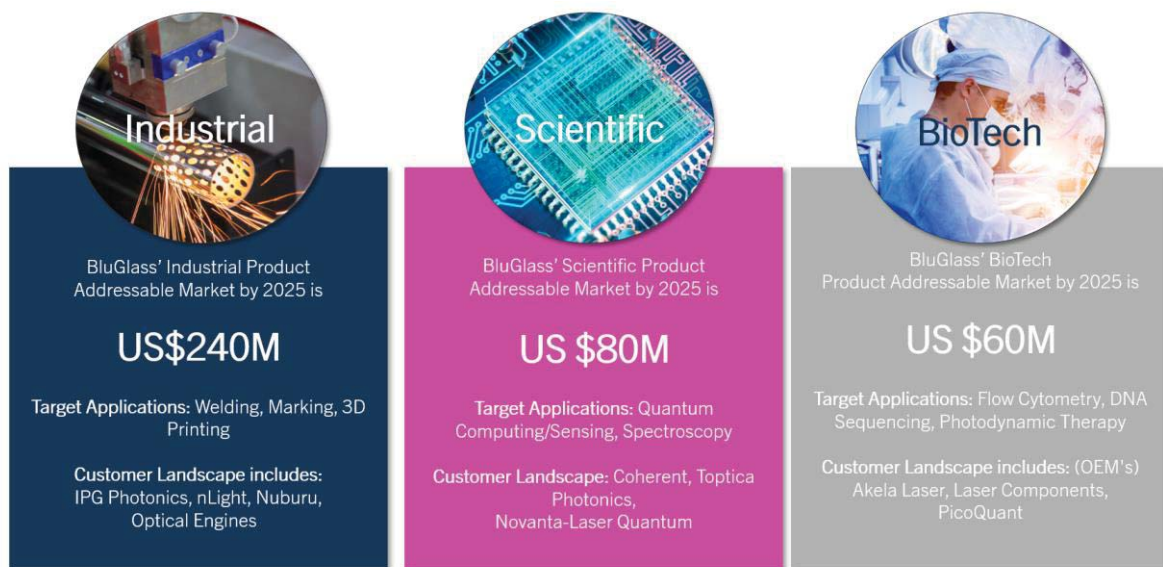 Industrial
BluGlass' Industrial Product
Addressable Market by 2025 is
US$240M
Target Applications: Welding, Marking, 3D
Printing
Customer Landscape includes:
IPG Photonics, nLight, Nuburu,
Optical Engines
Scientific
BluGlass' Scientific Product
Addressable Market by 2025 is
US $80M
Target Applications: Quantum
Computing/Sensing, Spectroscopy
Customer Landscape: Coherent, Toptica
Photonics,
Novanta-Laser Quantum
BioTech
BluGlass' BioTech
Product Addressable Market by 2025 is
US $60M
Target Applications: Flow Cytometry, DNA
Sequencing, Photodynamic Therapy
Customer Landscape includes: (OEM's)
Akela Laser, Laser Components,
PicoQuant